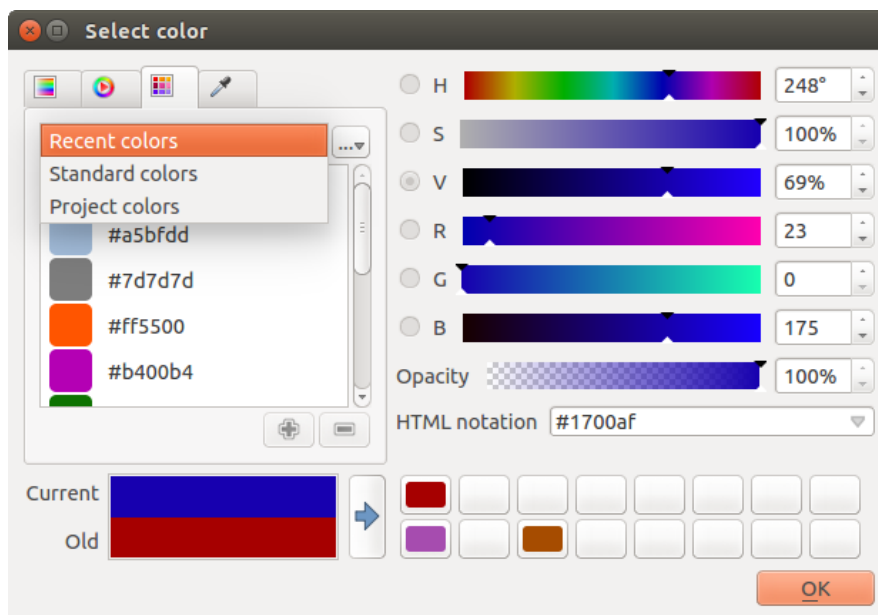 Select color
Recent colors
...
Standard colors
Project colors
#a5bfdd
#7d7d7d
#ff5500
#b400b4
H 248°
S 100%
V 69%
R 23
G 0
B 175
Opacity 100%
HTML notation #1700af
Current
Old
OK